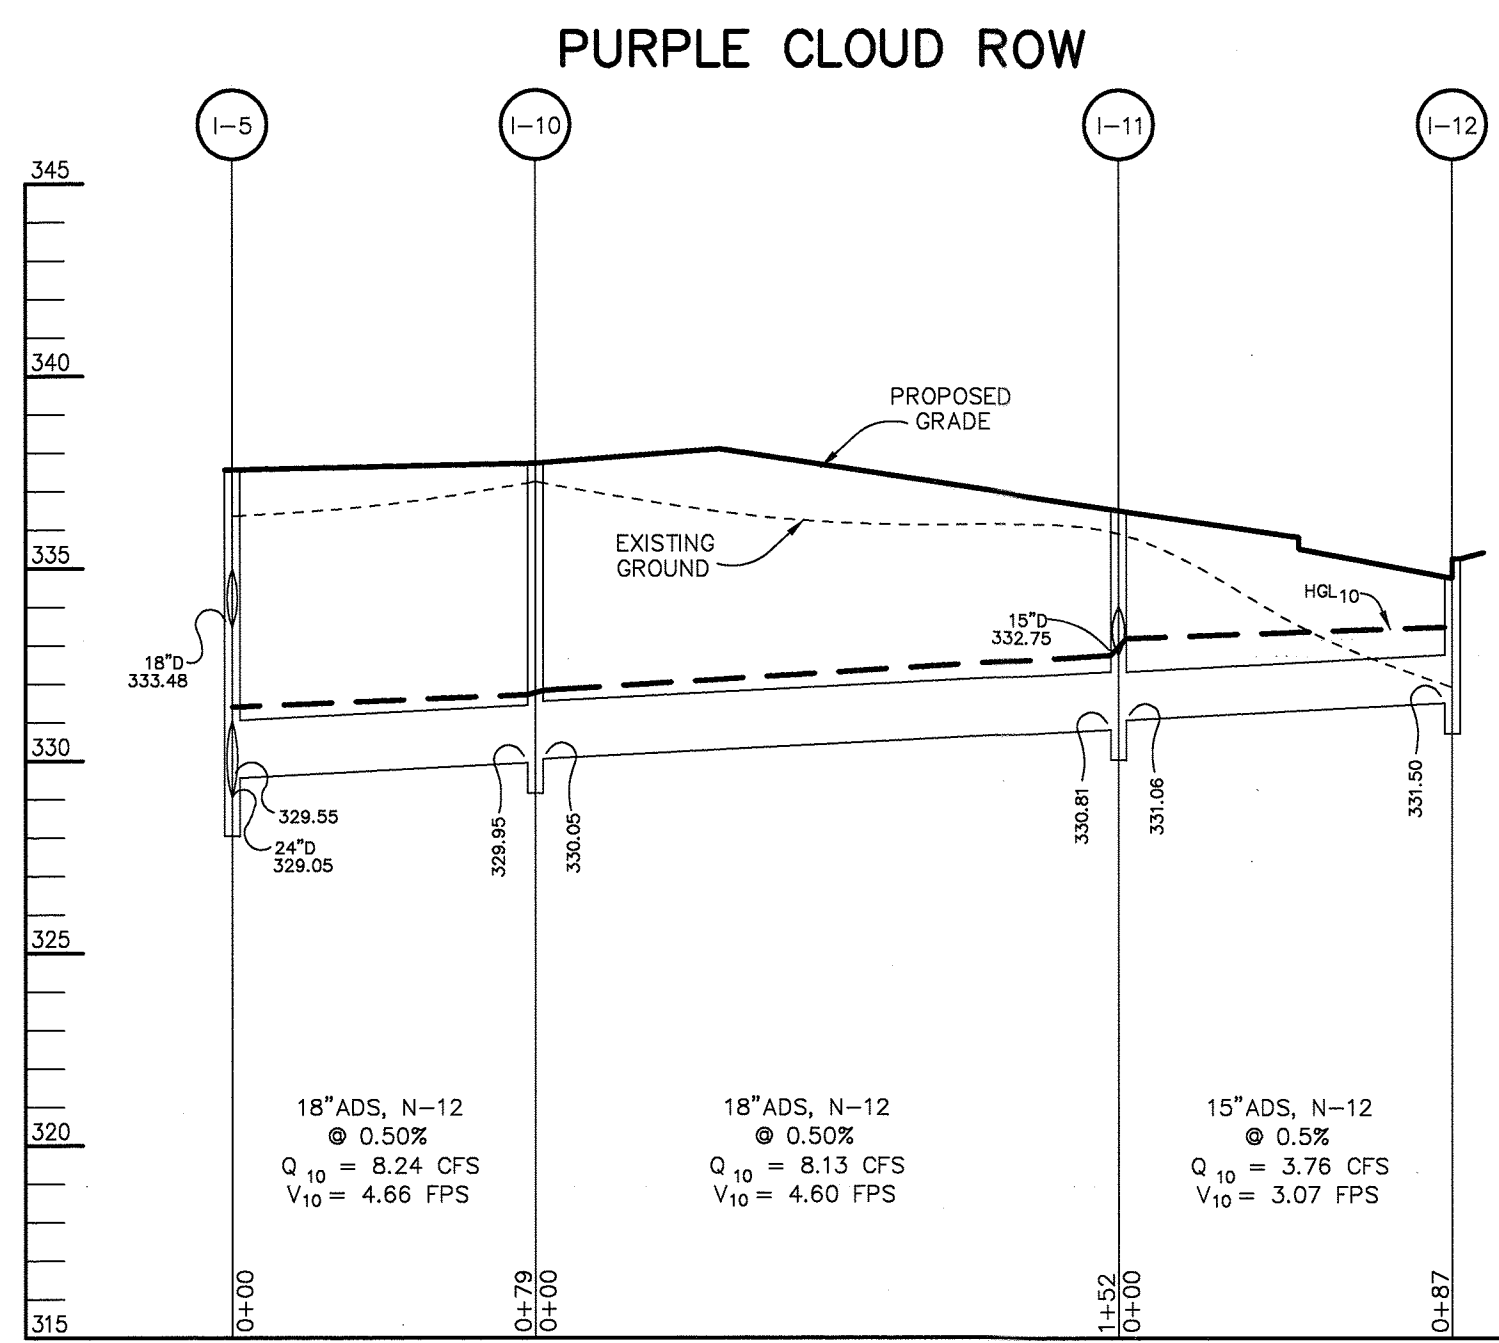 PURPLE CLOUD ROW
I-5
I-10
I-11
I-12
345
340
335
330
325
320
315
PROPOSED
GRADE
EXISTING
GROUND
HGL10
15"D
332.75
18"D
333.48
329.55
24"D
329.05
329.95
330.05
330.81
331.06
331.50
18"ADS, N-12
@ 0.50%
Q 10 = 8.24 CFS
V10 = 4.66 FPS
18"ADS, N-12
@ 0.50%
Q 10 = 8.13 CFS
V10 = 4.60 FPS
15"ADS, N-12
@ 0.5%
Q 10 = 3.76 CFS
V10 = 3.07 FPS
0+00
0+79
0+00
1+52
0+00
0+87